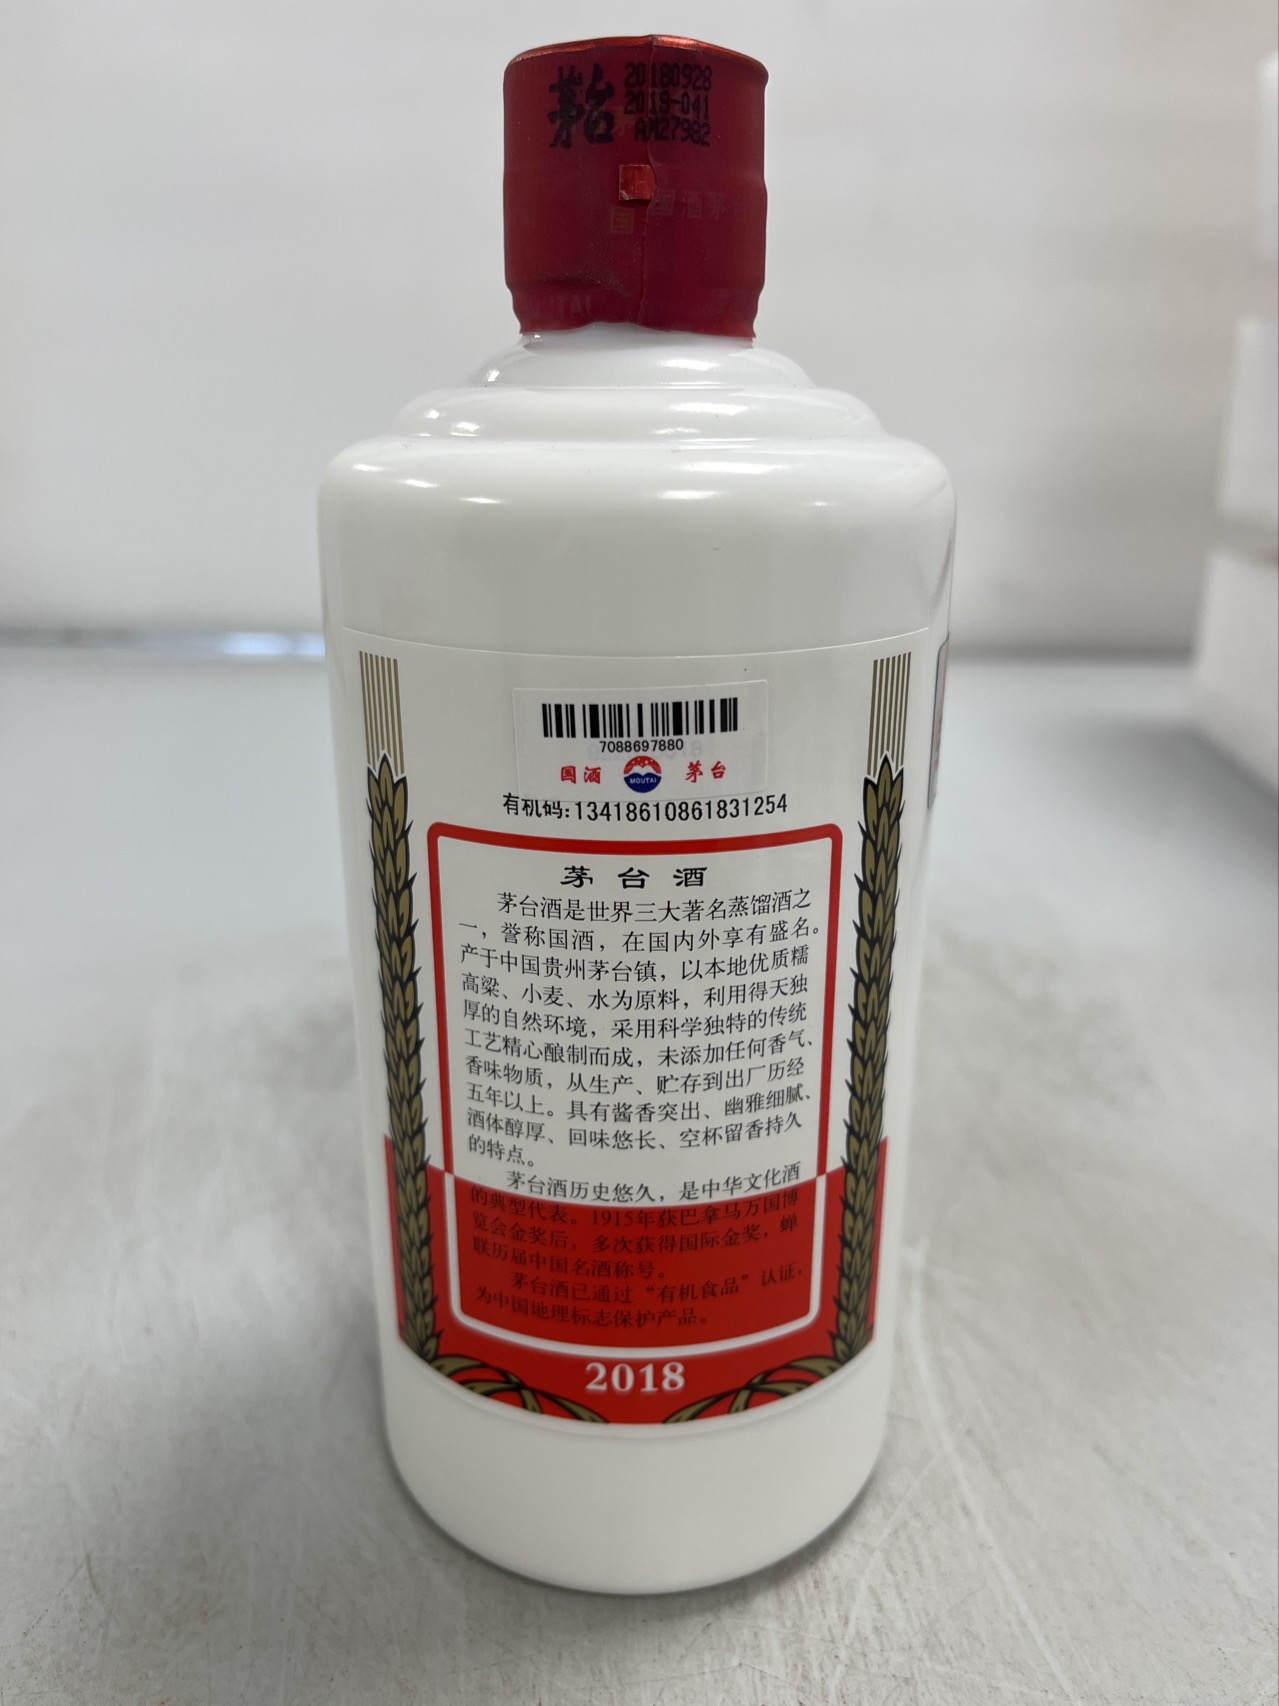 茅台
20180928
2018-041
AM27982
国酒茅
国
MOUTAI
7088697880
国酒
MOUTAI
茅台
有机码:13418610861831254
茅台酒
茅台酒是世界三大著名蒸馏酒之
一，誉称国酒，在国内外享有盛名。
产于中国贵州茅台镇，以本地优质糯
高粱、小麦、水为原料，利用得天独
厚的自然环境，采用科学独特的传统
工艺精心酿制而成，未添加任何香气、
香味物质，从生产、贮存到出厂历经
五年以上。具有酱香突出、幽雅细腻、
酒体醇厚、回味悠长、空杯留香持久
的特点。
茅台酒历史悠久，是中华文化酒
的典型代表。1915年获巴拿马万国博
览会金奖后，多次获得国际金奖，蝉
联历届中国名酒称号。
茅台酒已通过“有机食品”认证，
为中国地理标志保护产品。
2018